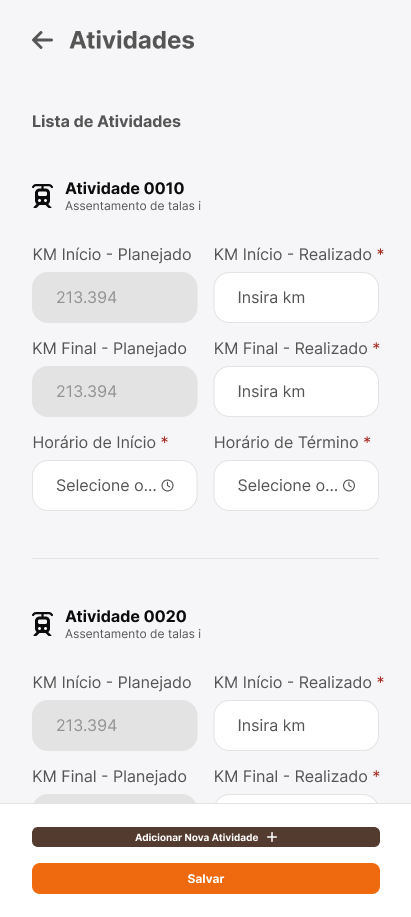 Atividades
Lista de Atividades
Atividade 0010
Assentamento de talas i
KM Início - Planejado KM Início - Realizado *
213.394 Insira km
KM Final - Planejado KM Final - Realizado *
213.394 Insira km
Horário de Início * Horário de Término *
Selecione o... Selecione o...
Atividade 0020
Assentamento de talas i
KM Início - Planejado KM Início - Realizado *
213.394 Insira km
KM Final - Planejado KM Final - Realizado *
Adicionar Nova Atividade +
Salvar